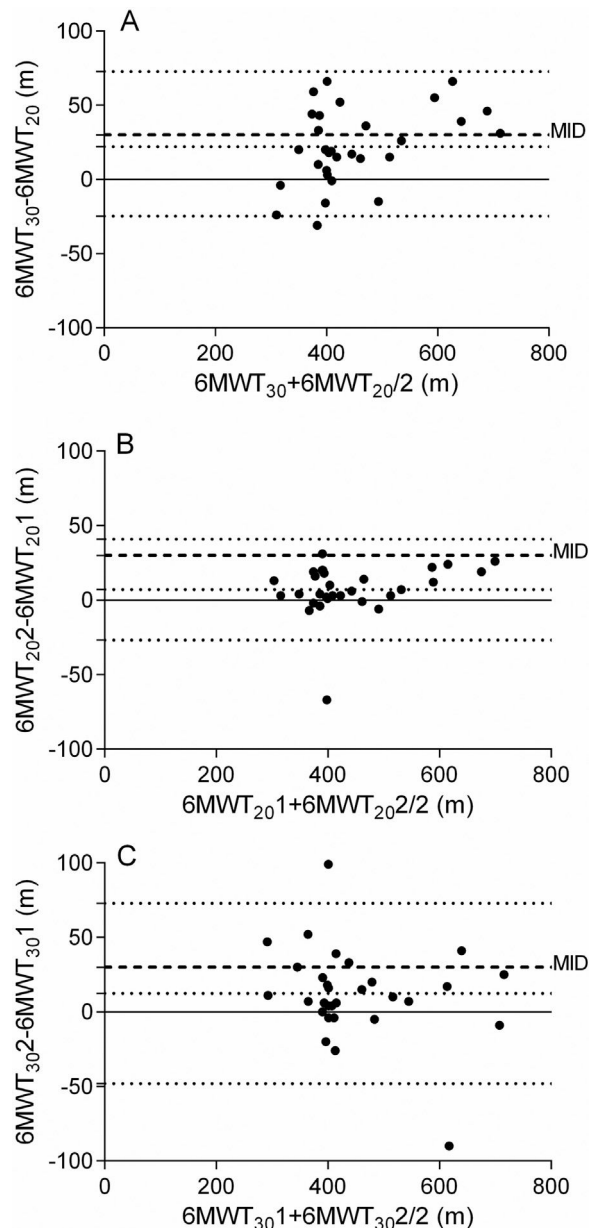 A
6MWT30-6MWT20 (m)
100
50
0
-50
-100
MID
0 200 400 600 800
6MWT30+6MWT20/2 (m)
B
6MWT202-6MWT201 (m)
100
50
0
-50
-100
MID
0 200 400 600 800
6MWT201+6MWT202/2 (m)
C
6MWT302-6MWT301 (m)
100
50
0
-50
-100
MID
0 200 400 600 800
6MWT301+6MWT302/2 (m)